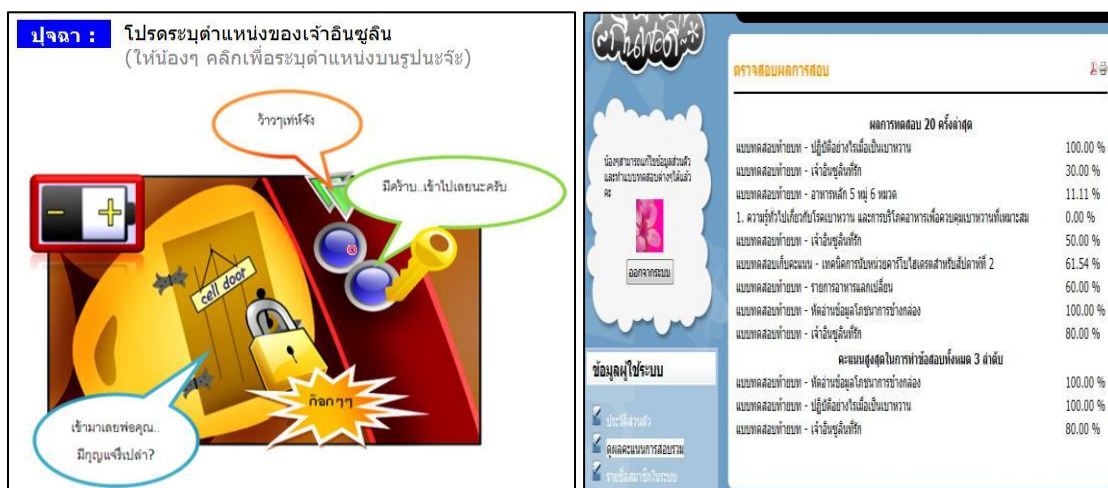 ปุจฉา :
โปรดระบุตำแหน่งของเจ้าอินซูลิน
(ให้น้องๆ คลิกเพื่อระบุตำแหน่งบนรูปนะจ๊ะ)
ว้าวๆเท่ห์จัง
มีคร๊าบ..เข้าไปเลยนะครับ
cell door
ก๊อกๆๆ
เข้ามาเลยพ่อคุณ..
มีกุญแจรึเปล่า?
กินพอดี
ตรวจสอบผลการสอบ
น้องๆสามารถแก้ไขข้อมูลส่วนตัว
และทำแบบทดสอบต่างๆได้แล้ว
คะ
ออกจากระบบ
ข้อมูลผู้ใช้ระบบ
ประวัติส่วนตัว
ดูผลคะแนนการสอบรวม
รายชื่อสมาชิกในระบบ
ผลการทดสอบ 20 ครั้งล่าสุด
แบบทดสอบท้ายบท - ปฏิบัติอย่างไรเมื่อเป็นเบาหวาน 100.00 %
แบบทดสอบท้ายบท - เจ้าอินซูลินที่รัก 30.00 %
แบบทดสอบท้ายบท - อาหารหลัก 5 หมู่ 6 หมวด 11.11 %
1. ความรู้ทั่วไปเกี่ยวกับโรคเบาหวาน และการบริโภคอาหารเพื่อควบคุมเบาหวานที่เหมาะสม 0.00 %
แบบทดสอบท้ายบท - เจ้าอินซูลินที่รัก 50.00 %
แบบทดสอบเก็บคะแนน - เทคนิคการนับหน่วยคาร์โบไฮเดรตสำหรับสัปดาห์ที่ 2 61.54 %
แบบทดสอบท้ายบท - รายการอาหารแลกเปลี่ยน 60.00 %
แบบทดสอบท้ายบท - หัดอ่านข้อมูลโภชนาการข้างกล่อง 100.00 %
แบบทดสอบท้ายบท - เจ้าอินซูลินที่รัก 80.00 %
คะแนนสูงสุดในการทำข้อสอบทั้งหมด 3 ลำดับ
แบบทดสอบท้ายบท - หัดอ่านข้อมูลโภชนาการข้างกล่อง 100.00 %
แบบทดสอบท้ายบท - ปฏิบัติอย่างไรเมื่อเป็นเบาหวาน 100.00 %
แบบทดสอบท้ายบท - เจ้าอินซูลินที่รัก 80.00 %